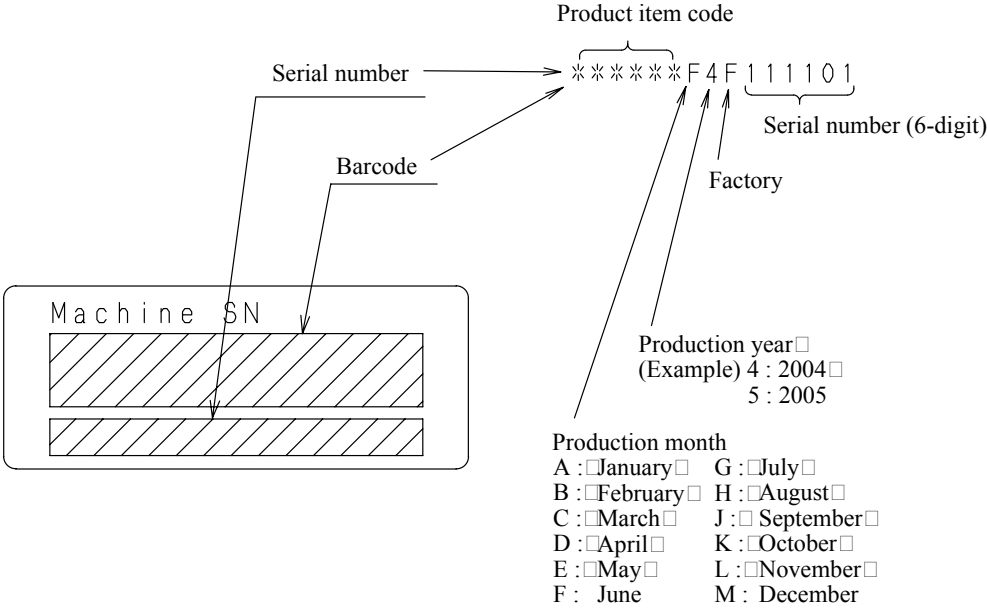 Product item code
Serial number
******F4F111101
Serial number (6-digit)
Barcode
Factory
Machine SN
Production year□
(Example) 4 : 2004□
5 : 2005
Production month
A :□January□ G :□July□
B :□February□ H :□August□
C :□March□ J :□ September□
D :□April□ K :□October□
E :□May□ L :□November□
F : June M : December